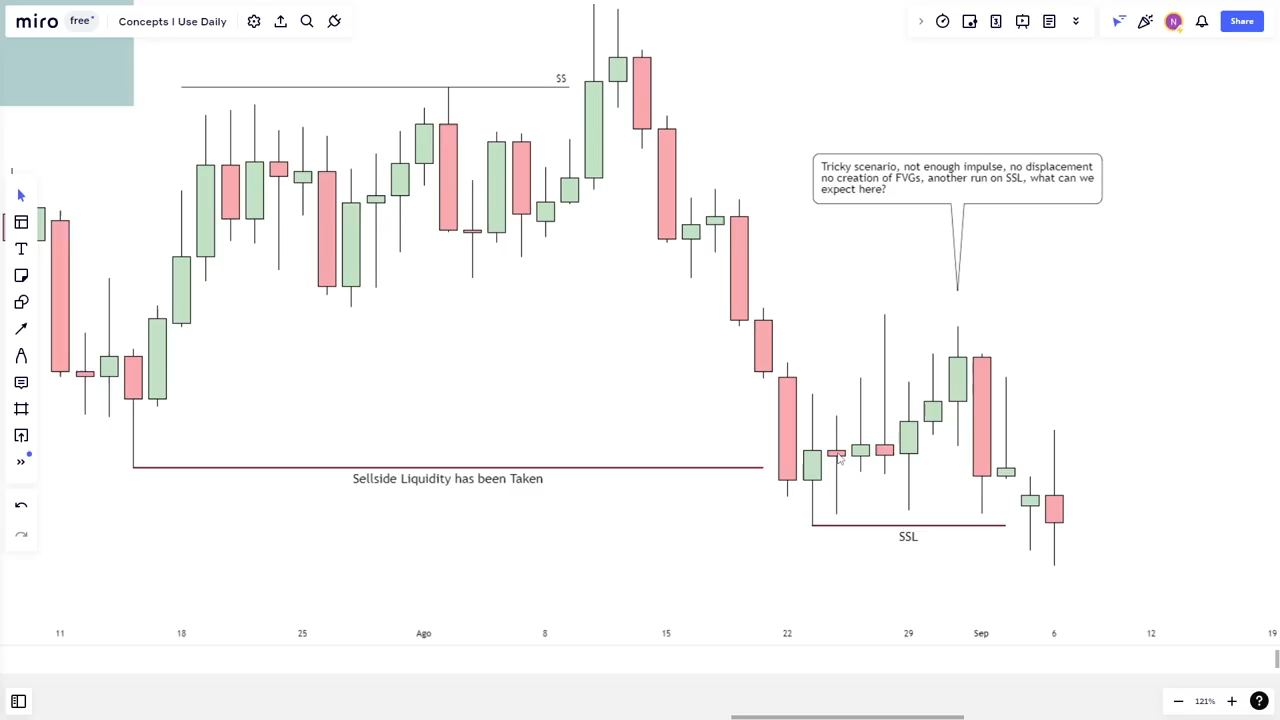 miro free Concepts I Use Daily
3 N Share
$$
Tricky scenario, not enough impulse, no displacement
no creation of FVGs, another run on SSL, what can we
expect here?
Sellside Liquidity has been Taken
SSL
11 18 25 Ago 8 15 22 29 Sep 6 12 19
121% ?